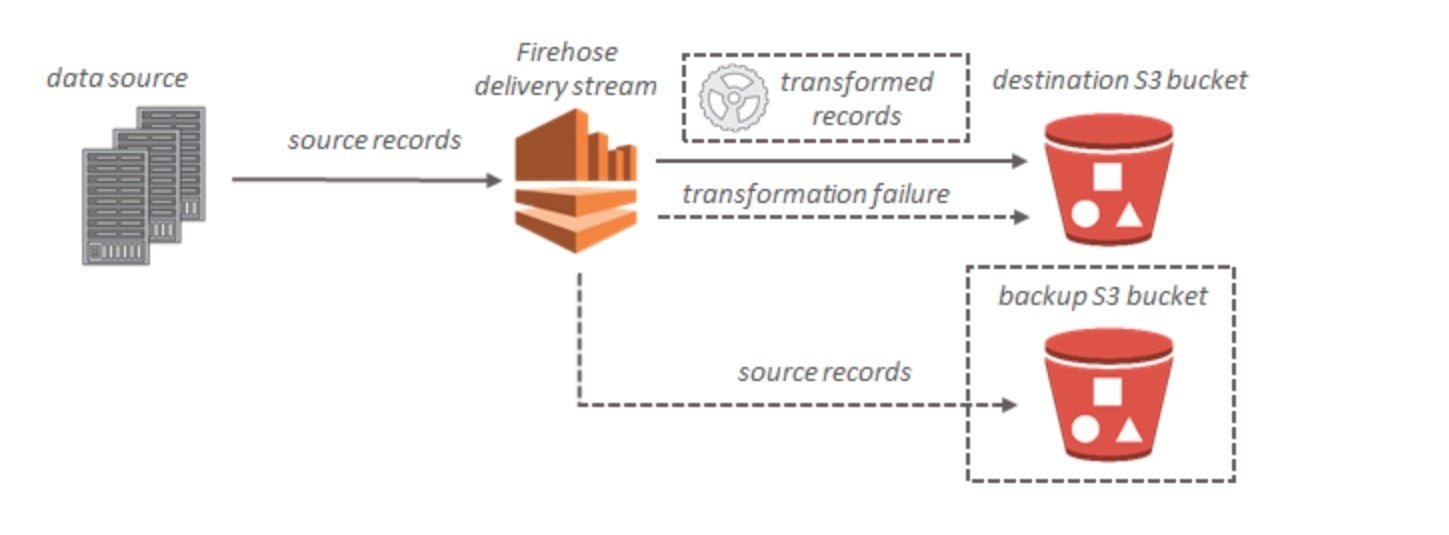 data source
source records
Firehose
delivery stream
transformed
records
transformation failure
destination S3 bucket
backup S3 bucket
source records